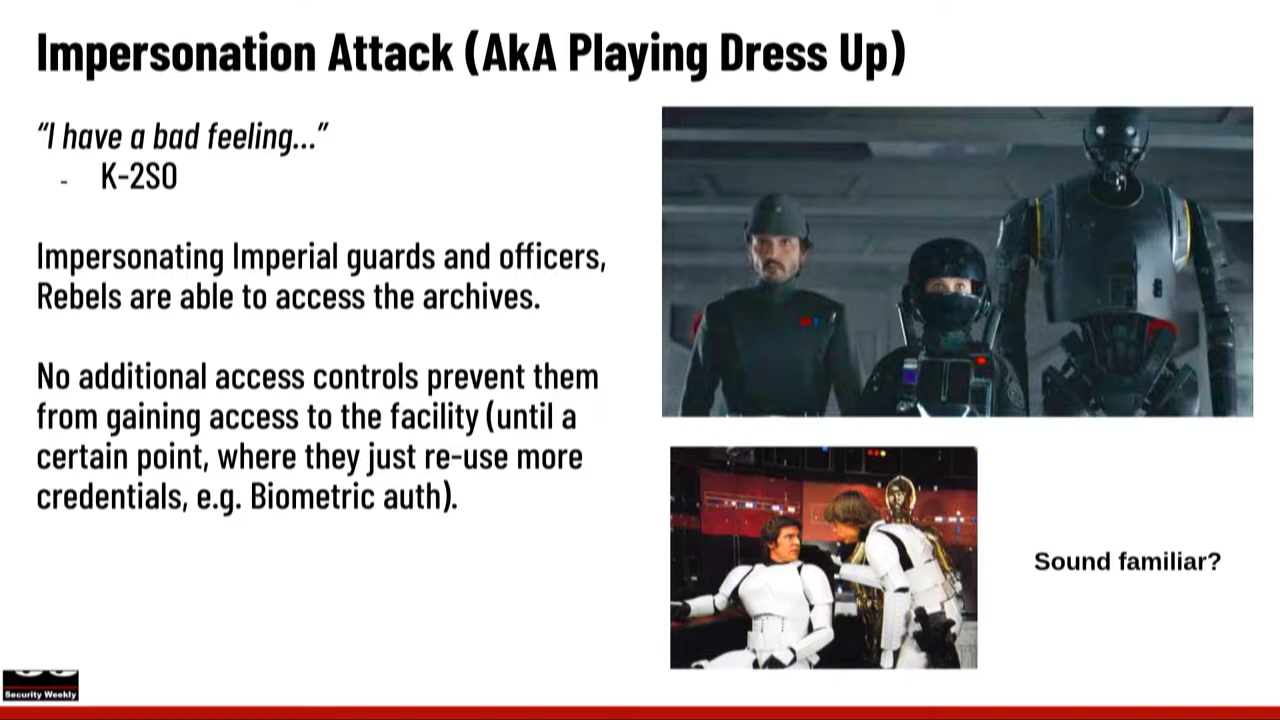 Impersonation Attack (AkA Playing Dress Up)
“I have a bad feeling...”
- K-2SO
Impersonating Imperial guards and officers,
Rebels are able to access the archives.
No additional access controls prevent them
from gaining access to the facility (until a
certain point, where they just re-use more
credentials, e.g. Biometric auth).
Sound familiar?
Security Weekly